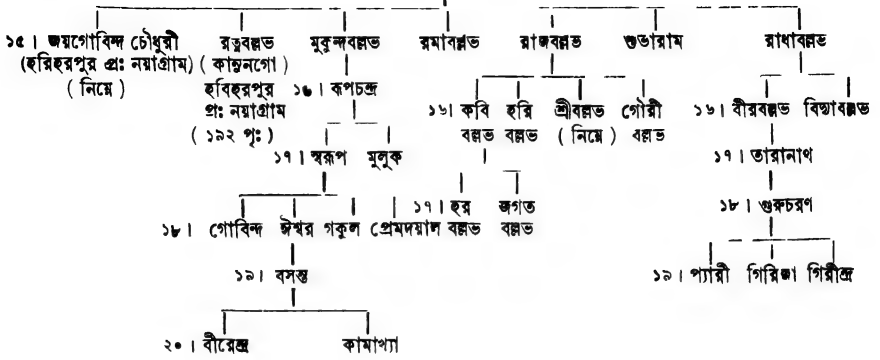 ১৫। জয়গোবিন্দ চৌধুরী রত্নবল্লভ মুকুন্দবল্লভ রমাবল্লভ রাজবল্লভ শুভারাম রাধাবল্লভ
(হরিহরপুর প্রঃ নয়াগ্রাম) (কানুনগো)
(নিম্নে) হবিহরপুর ১৬। রূপচন্দ্র ১৬। কবি হরি শ্রীবল্লভ গৌরী ১৬। বীরবল্লভ বিদ্যাবল্লভ
প্রঃ নয়াগ্রাম বল্লভ বল্লভ (নিম্নে) বল্লভ
(১৯২ পৃঃ)
১৭। স্বরূপ মুলুক ১৭। তারানাথ
১৮। গোবিন্দ ঈশ্বর গকুল প্রেমদয়াল ১৭। হর জগত ১৮। গুরুচরণ
বল্লভ বল্লভ
১৯। বসন্ত ১৯। প্যারী গিরিজা গিরীন্দ্র
২০। বীরেন্দ্র কামাখ্যা